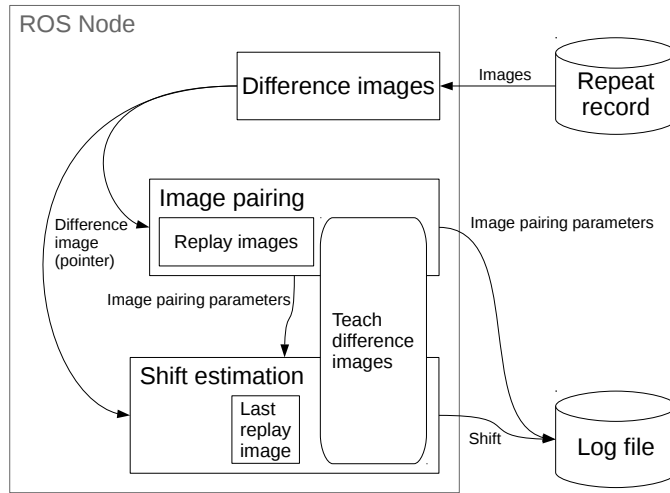 ROS Node
Difference images
Images
Repeat
record
Image pairing
Replay images
Difference
image
(pointer)
Image pairing parameters
Image pairing parameters
Teach
difference
images
Shift estimation
Last
replay
image
Shift
Log file